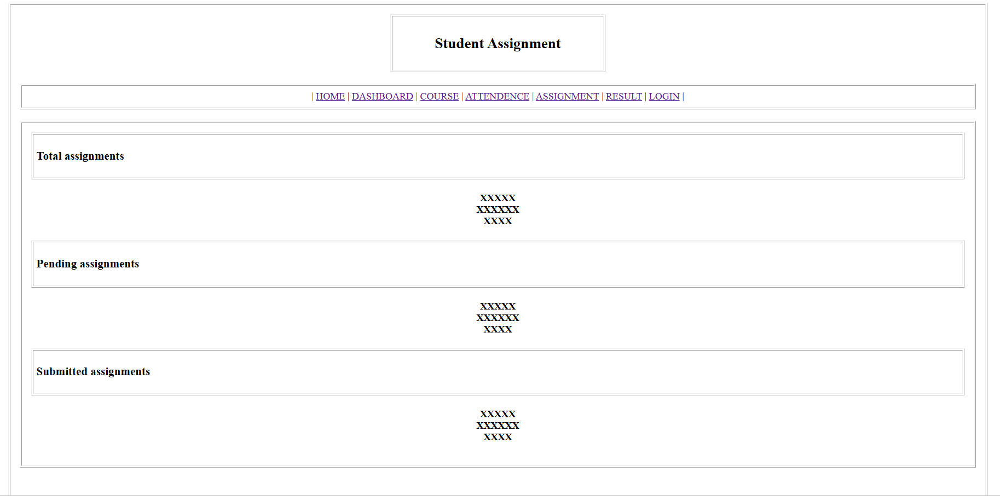 Student Assignment
| HOME | DASHBOARD | COURSE | ATTENDENCE | ASSIGNMENT | RESULT | LOGIN |
Total assignments
XXXXX
XXXXXX
XXXX
Pending assignments
XXXXX
XXXXXX
XXXX
Submitted assignments
XXXXX
XXXXXX
XXXX